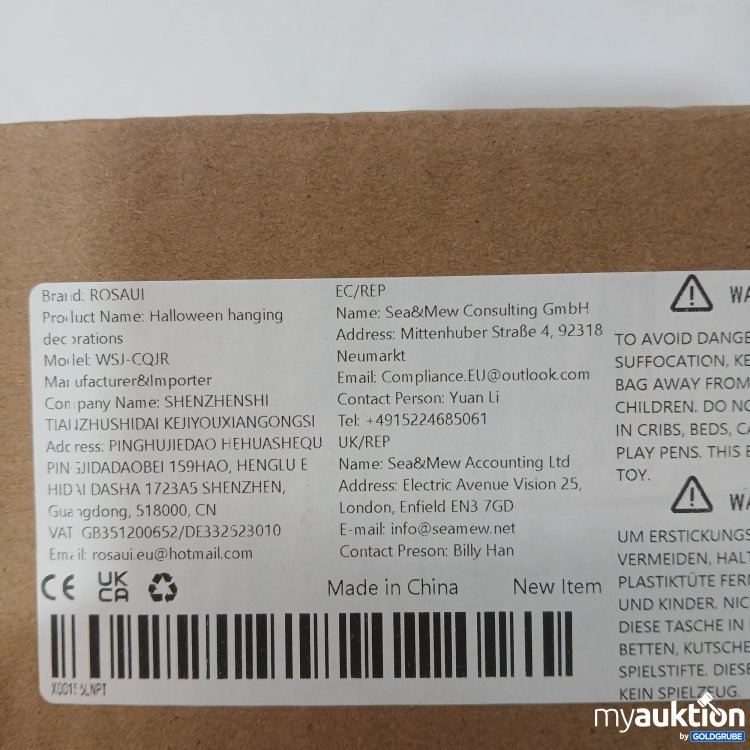 Brand: ROSAUI
Product Name: Halloween hanging
decorations
Model: WSJ-CQJR
Manufacturer&Importer
Company Name: SHENZHENSHI
TIANZHUSHIDAI KEJIYOUXIANGONGSI
Address: PINGHUJIEDAO HEHUASHEQU
PINGJIDADAOBEI 159HAO, HENGLU E
HIDAI DASHA 1723A5 SHENZHEN,
Guangdong, 518000, CN
VAT GB351200652/DE332523010
Email: rosaui.eu@hotmail.com
EC/REP
Name: Sea&Mew Consulting GmbH
Address: Mittenhuber Straße 4, 92318
Neumarkt
Email: Compliance.EU@outlook.com
Contact Person: Yuan Li
Tel: +4915224685061
UK/REP
Name: Sea&Mew Accounting Ltd
Address: Electric Avenue Vision 25,
London, Enfield EN3 7GD
E-mail: info@seamew.net
Contact Preson: Billy Han
CE UK CA
Made in China New Item
WA
TO AVOID DANGE
SUFFOCATION, KE
BAG AWAY FROM
CHILDREN. DO NO
IN CRIBS, BEDS, CA
PLAY PENS. THIS B
TOY.
WA
UM ERSTICKUNGS
VERMEIDEN, HALT
PLASTIKTÜTE FERN
UND KINDER. NIC
DIESE TASCHE IN
BETTEN, KUTSCHE
SPIELSTIFTE. DIESE
KEIN SPIELZEUG.
myauktion
by GOLDGRUBE